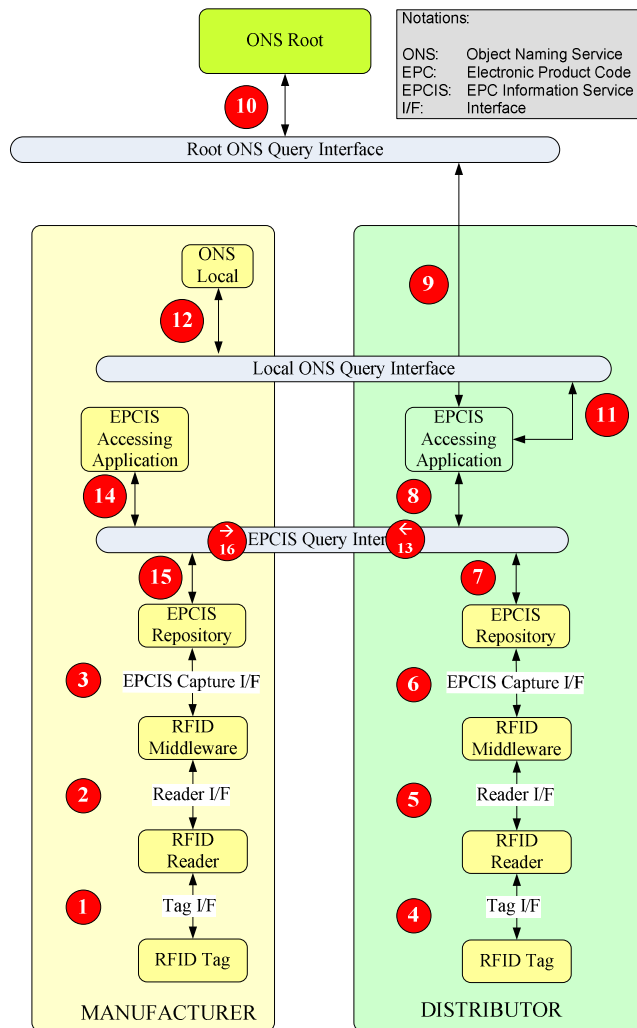 ONS Root
Notations:
ONS: Object Naming Service
EPC: Electronic Product Code
EPCIS: EPC Information Service
I/F: Interface
10
Root ONS Query Interface
ONS
Local
9
12
Local ONS Query Interface
11
EPCIS
Accessing
Application
EPCIS
Accessing
Application
14
8
→
16
EPCIS Query Inter
←
13
15
7
EPCIS
Repository
EPCIS
Repository
3
EPCIS Capture I/F
6
EPCIS Capture I/F
RFID
Middleware
RFID
Middleware
2
Reader I/F
5
Reader I/F
RFID
Reader
RFID
Reader
1
Tag I/F
4
Tag I/F
RFID Tag
RFID Tag
MANUFACTURER
DISTRIBUTOR